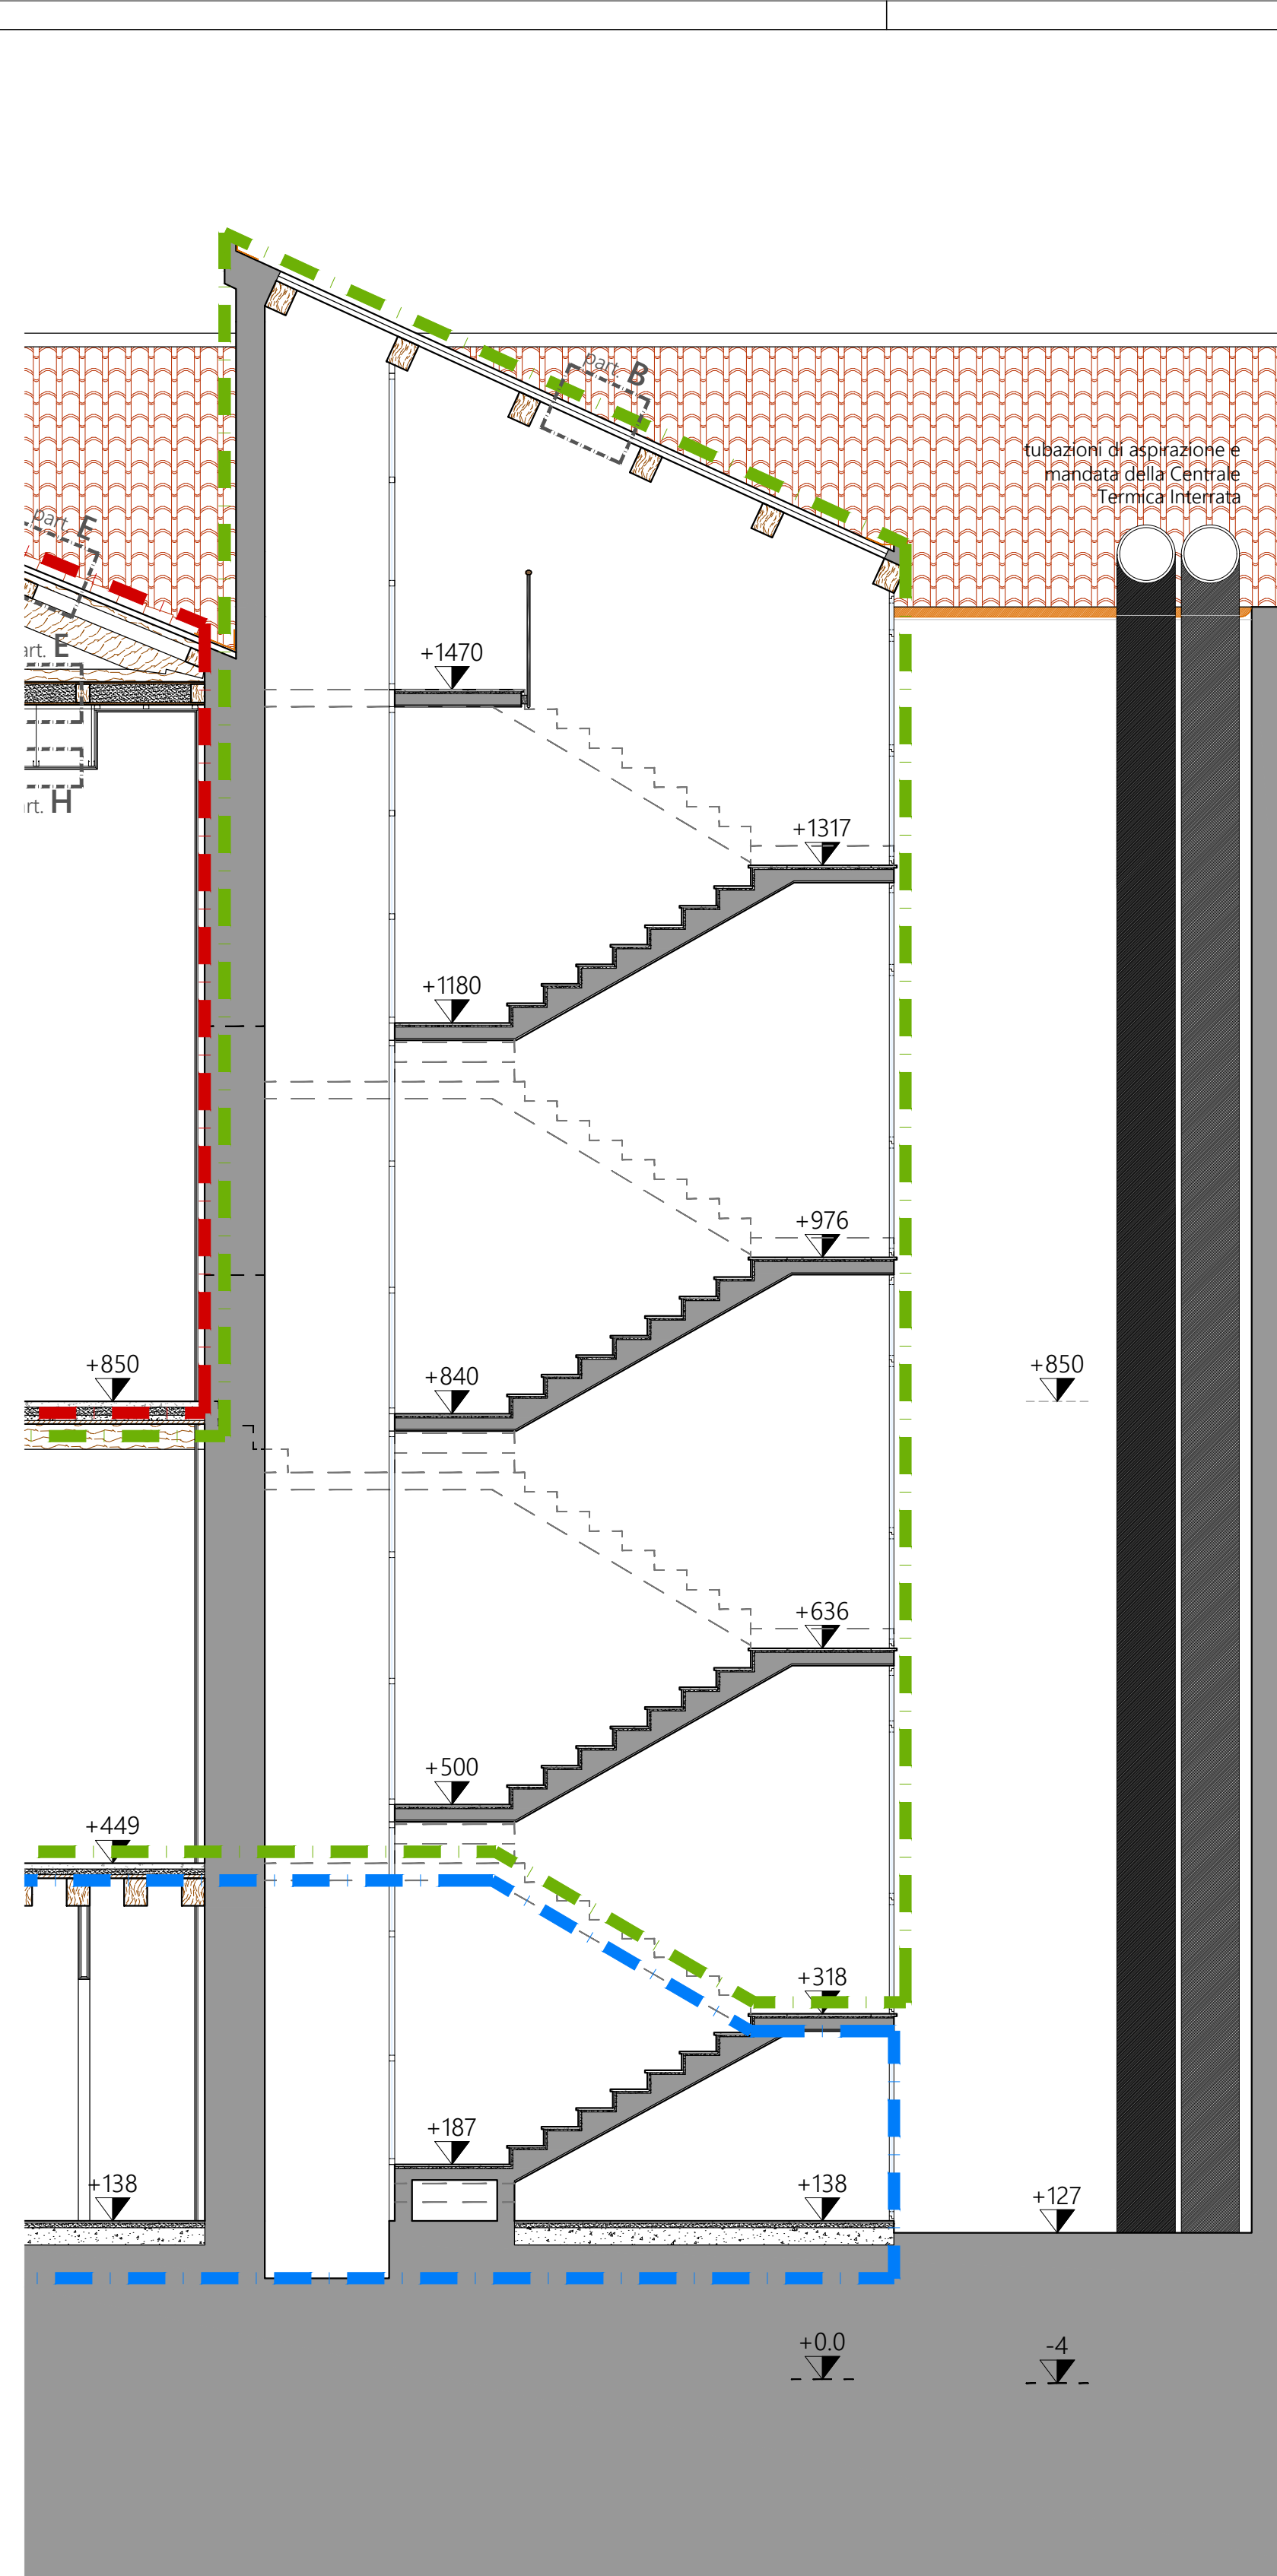 part. B
tubazioni di aspirazione e
mandata della Centrale
Termica Interrata
part. F
art. E
+1470
rt. H
+1317
+1180
+976
+850
+850
+840
+636
+500
+449
+318
+187
+138
+138
+127
+0.0
-4